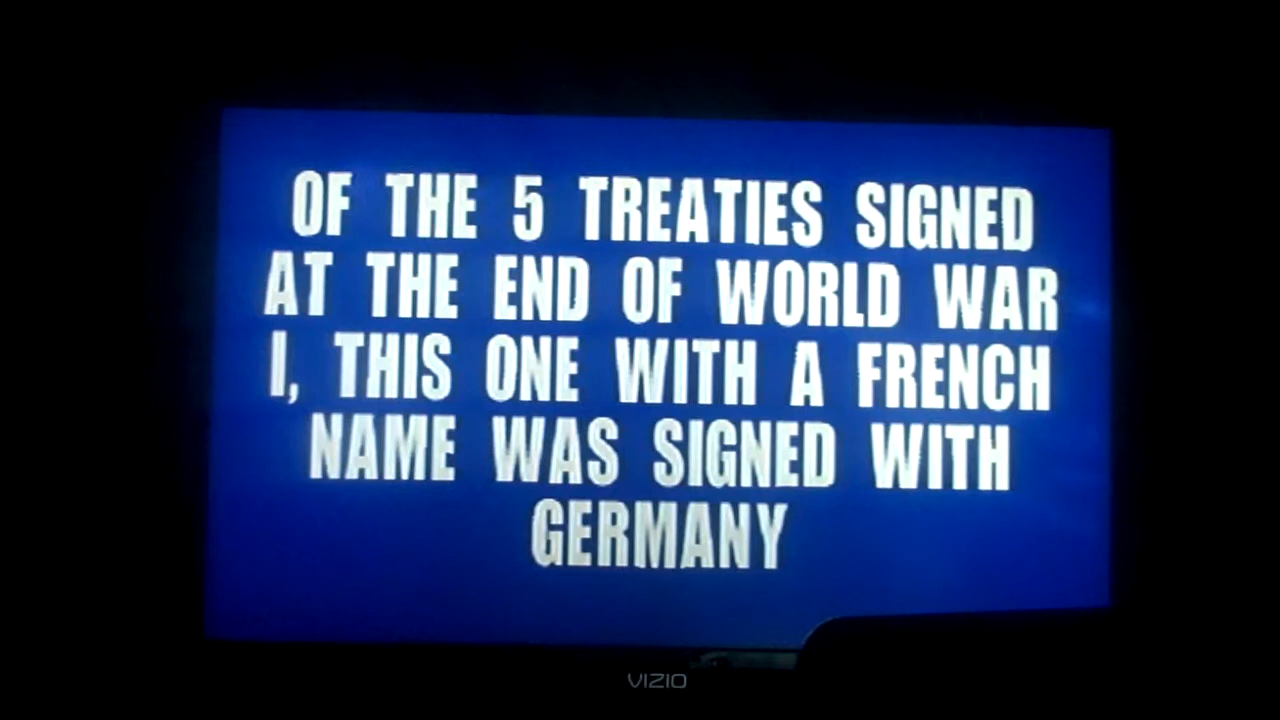 OF THE 5 TREATIES SIGNED
AT THE END OF WORLD WAR
I, THIS ONE WITH A FRENCH
NAME WAS SIGNED WITH
GERMANY
VIZIO